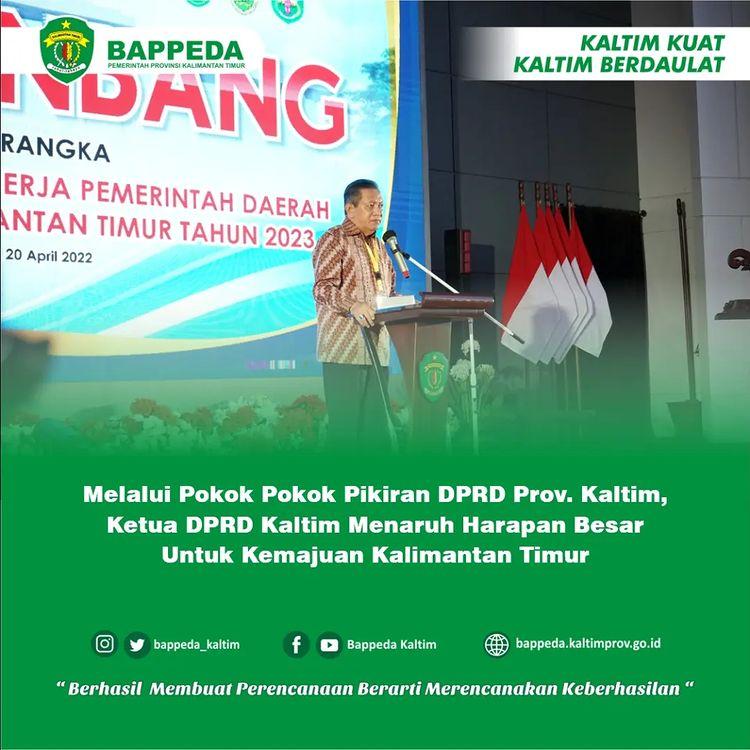 BAPPEDA
PEMERINTAH PROVINSI KALIMANTAN TIMUR
KALTIM KUAT
KALTIM BERDAULAT
NBANG
RANGKA
ERJA PEMERINTAH DAERAH
ANTAN TIMUR TAHUN 2023
20 April 2022
Melalui Pokok Pokok Pikiran DPRD Prov. Kaltim,
Ketua DPRD Kaltim Menaruh Harapan Besar
Untuk Kemajuan Kalimantan Timur
bappeda_kaltim
Bappeda Kaltim
bappeda.kaltimprov.go.id
“ Berhasil Membuat Perencanaan Berarti Merencanakan Keberhasilan “